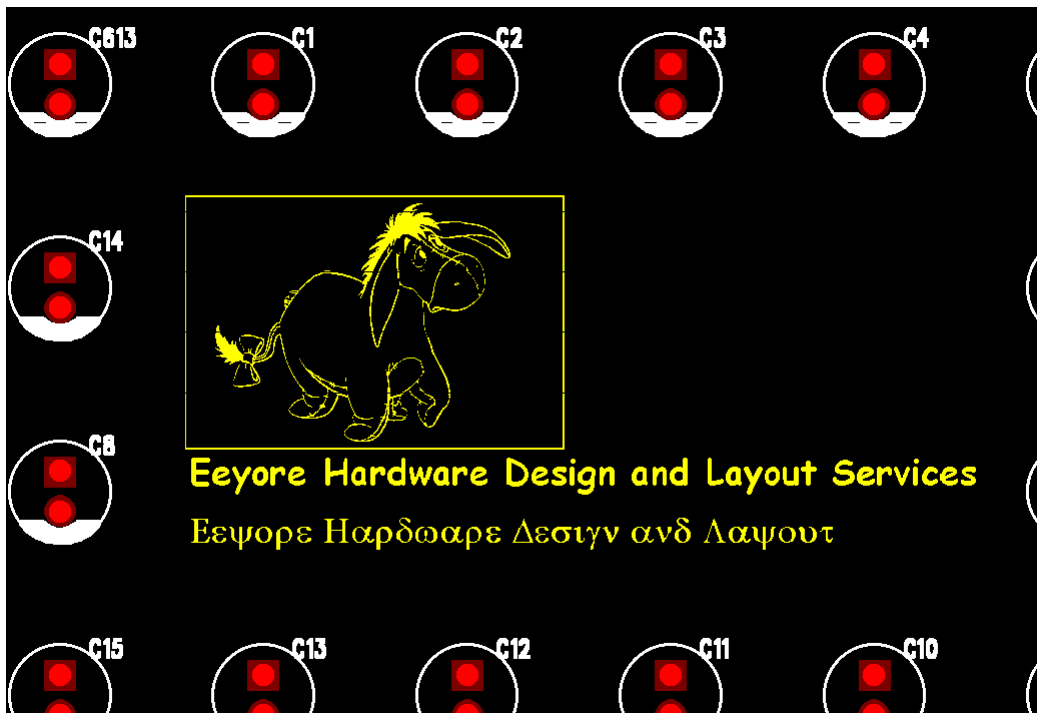 C613 C1 C2 C3 C4
C14
C8
Eeyore Hardware Design and Layout Services
Εεψορε Ηαρδωαρε Δεσιγν ανδ Λαψουτ
C15 C13 C12 C11 C10